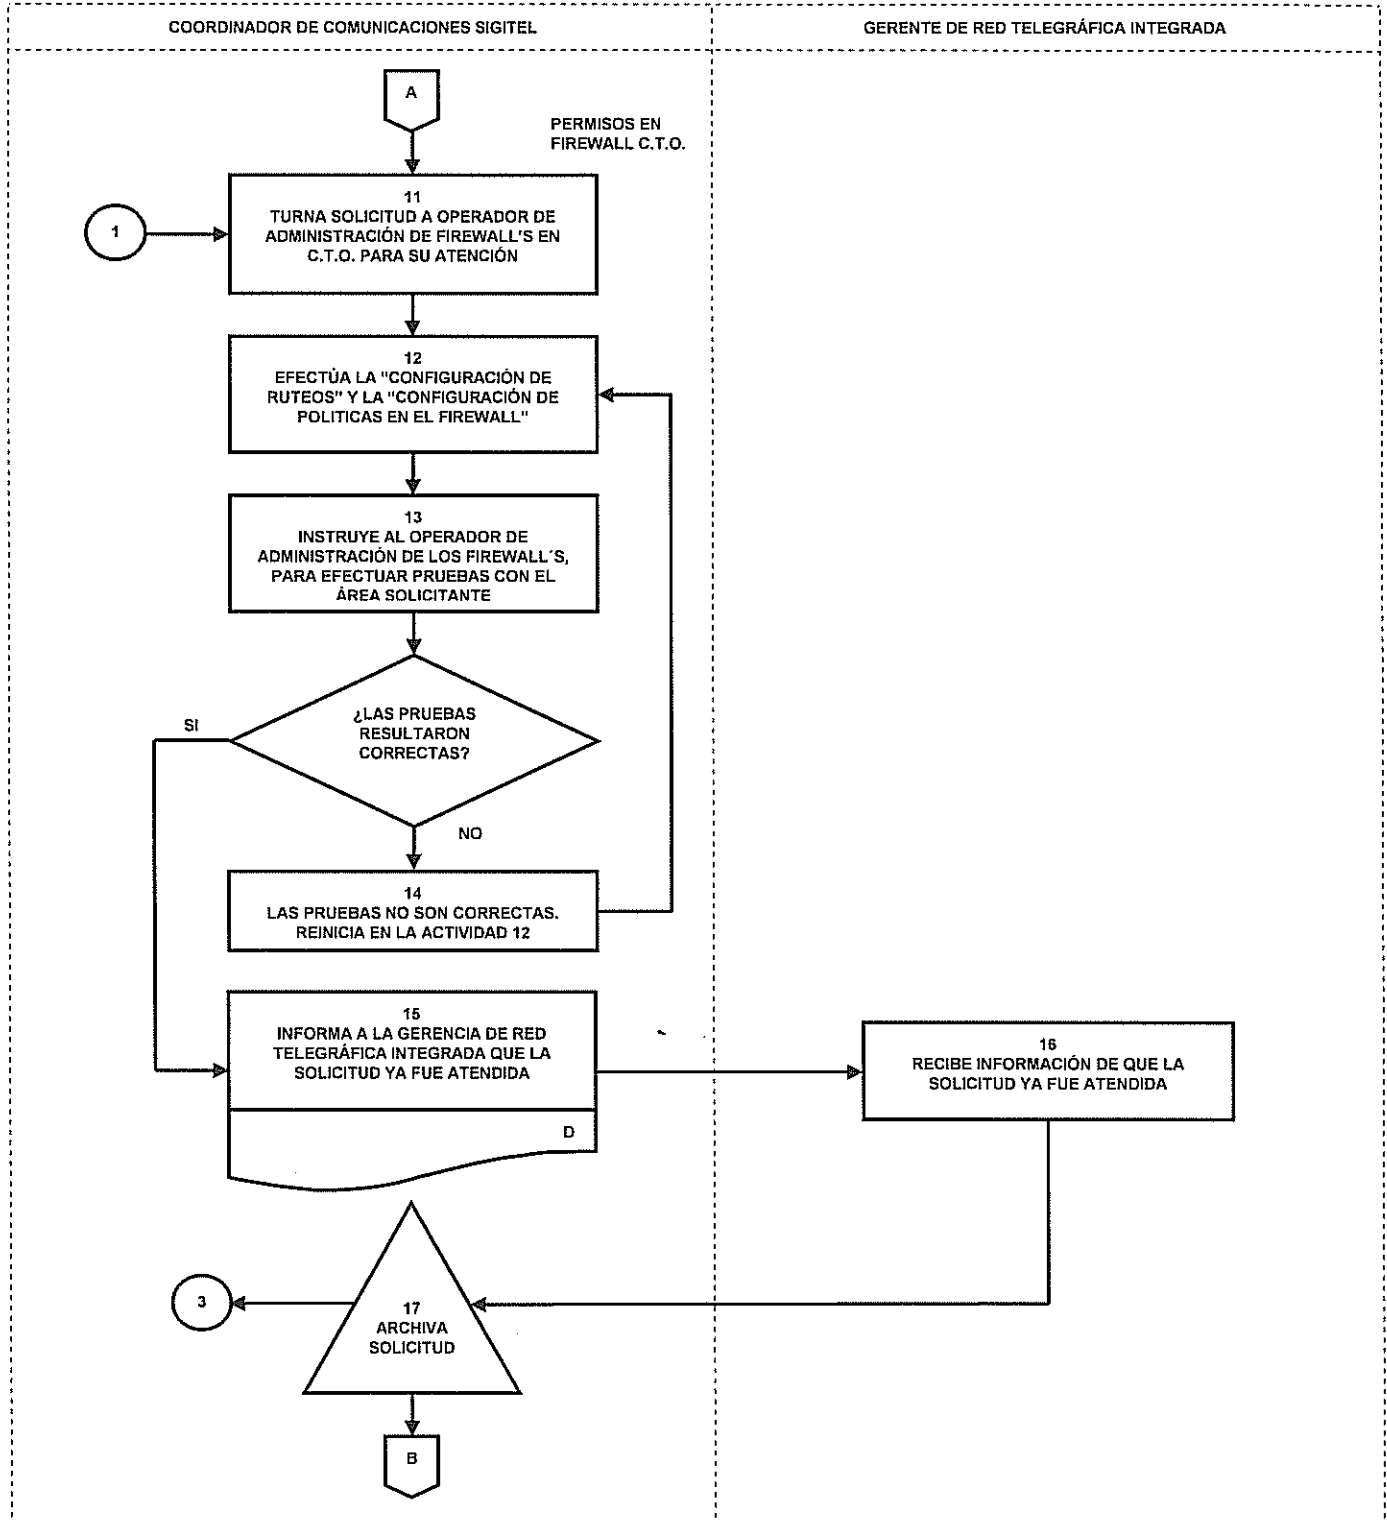 COORDINADOR DE COMUNICACIONES SIGITEL
GERENTE DE RED TELEGRÁFICA INTEGRADA
A
PERMISOS EN
FIREWALL C.T.O.
1
11
TURNA SOLICITUD A OPERADOR DE
ADMINISTRACIÓN DE FIREWALL'S EN
C.T.O. PARA SU ATENCIÓN
12
EFECTÚA LA "CONFIGURACIÓN DE
RUTEOS" Y LA "CONFIGURACIÓN DE
POLITICAS EN EL FIREWALL"
13
INSTRUYE AL OPERADOR DE
ADMINISTRACIÓN DE LOS FIREWALL´S,
PARA EFECTUAR PRUEBAS CON EL
ÁREA SOLICITANTE
¿LAS PRUEBAS
RESULTARON
CORRECTAS?
SI
NO
14
LAS PRUEBAS NO SON CORRECTAS.
REINICIA EN LA ACTIVIDAD 12
15
INFORMA A LA GERENCIA DE RED
TELEGRÁFICA INTEGRADA QUE LA
SOLICITUD YA FUE ATENDIDA
D
16
RECIBE INFORMACIÓN DE QUE LA
SOLICITUD YA FUE ATENDIDA
3
17
ARCHIVA
SOLICITUD
B